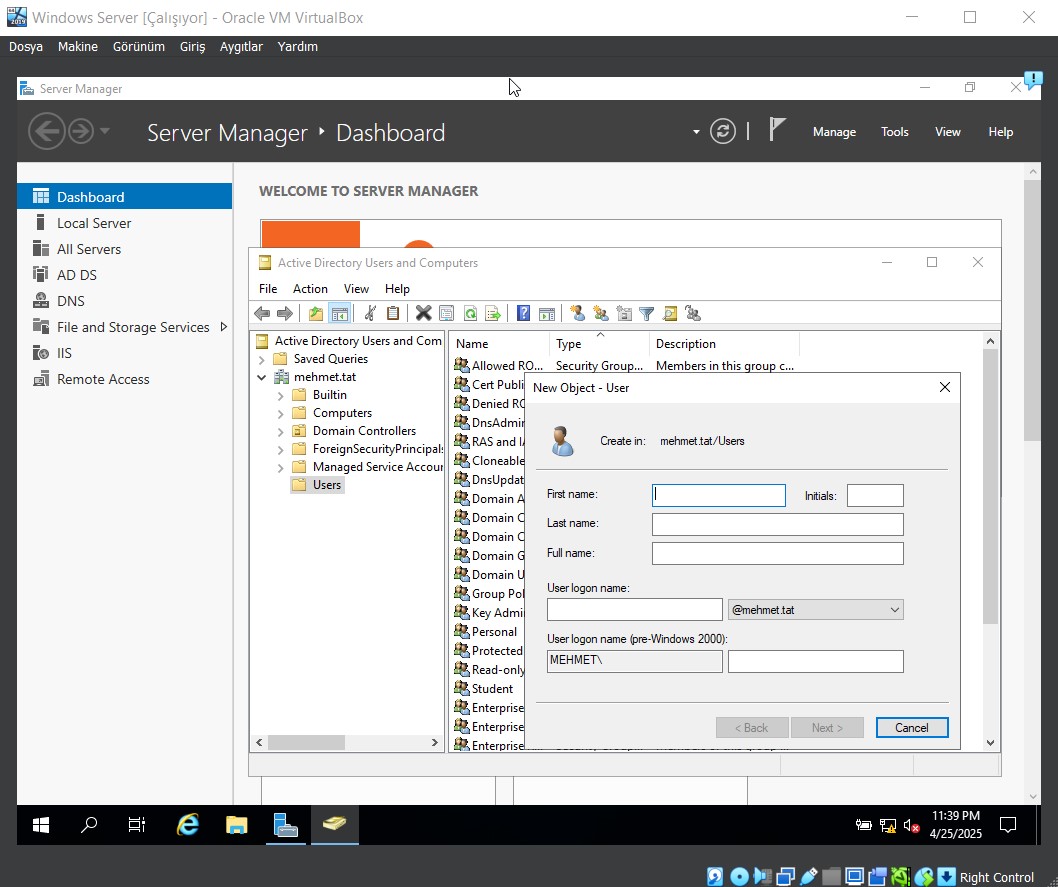 Windows Server [Çalışıyor] - Oracle VM VirtualBox
Dosya Makine Görünüm Giriş Aygıtlar Yardım
Server Manager
Server Manager ‣ Dashboard
Manage Tools View Help
Dashboard
Local Server
All Servers
AD DS
DNS
File and Storage Services
IIS
Remote Access
WELCOME TO SERVER MANAGER
Active Directory Users and Computers
File Action View Help
Active Directory Users and Com
Saved Queries
mehmet.tat
Builtin
Computers
Domain Controllers
ForeignSecurityPrincipals
Managed Service Accour
Users
Name Type Description
Allowed RO... Security Group... Members in this group c...
Cert Publi
Denied RO
DnsAdmin
RAS and IA
Cloneable
DnsUpdat
Domain A
Domain C
Domain C
Domain G
Domain U
Group Pol
Key Admi
Personal
Protected
Read-only
Student
Enterprise
Enterprise
Enterprise
New Object - User
Create in: mehmet.tat/Users
First name: Initials:
Last name:
Full name:
User logon name:
@mehmet.tat
User logon name (pre-Windows 2000):
MEHMET\
< Back Next > Cancel
11:39 PM
4/25/2025
Right Control